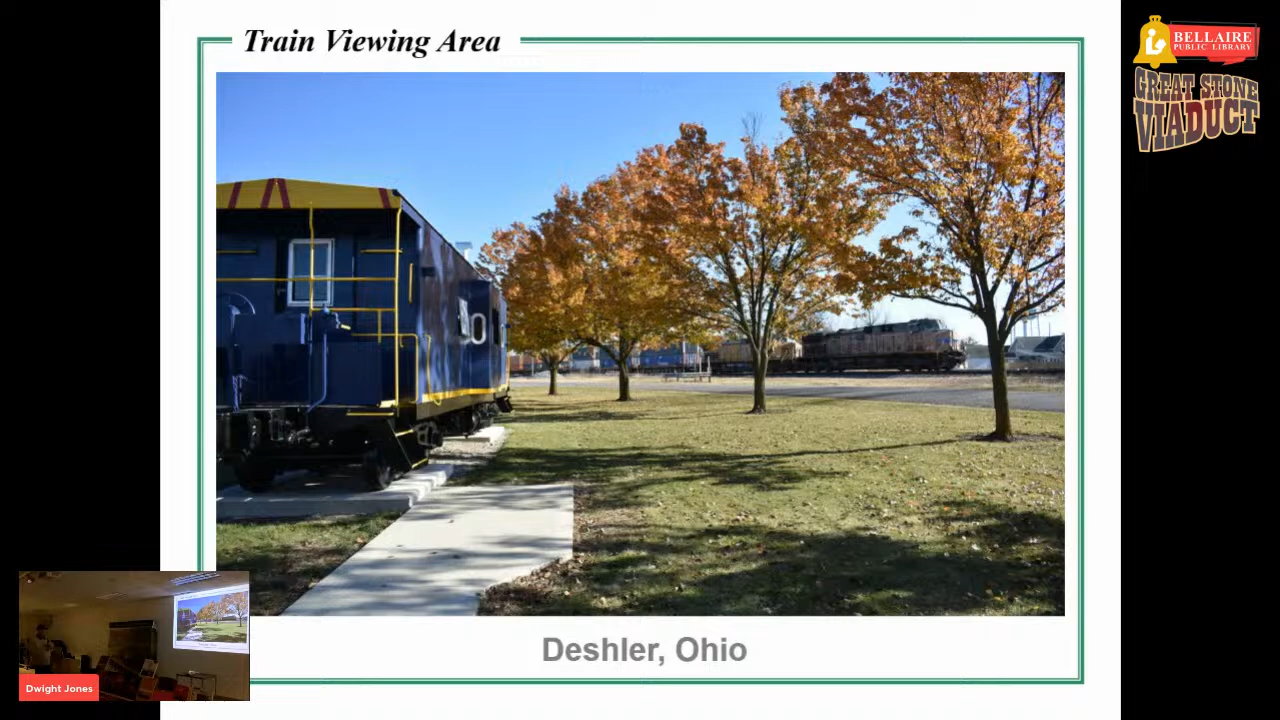 Train Viewing Area
BELLAIRE
PUBLIC LIBRARY
GREAT STONE
VIADUCT
Deshler, Ohio
Dwight Jones